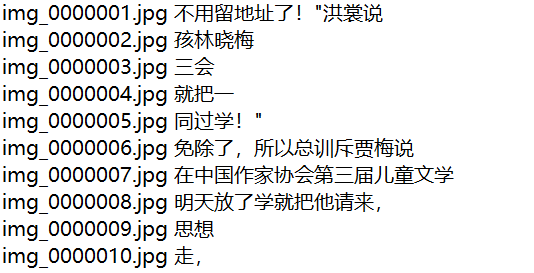 img_0000001.jpg 不用留地址了！"洪裳说
img_0000002.jpg 孩林晓梅
img_0000003.jpg 三会
img_0000004.jpg 就把一
img_0000005.jpg 同过学！"
img_0000006.jpg 免除了，所以总训斥贾梅说
img_0000007.jpg 在中国作家协会第三届儿童文学
img_0000008.jpg 明天放了学就把他请来，
img_0000009.jpg 思想
img_0000010.jpg 走，